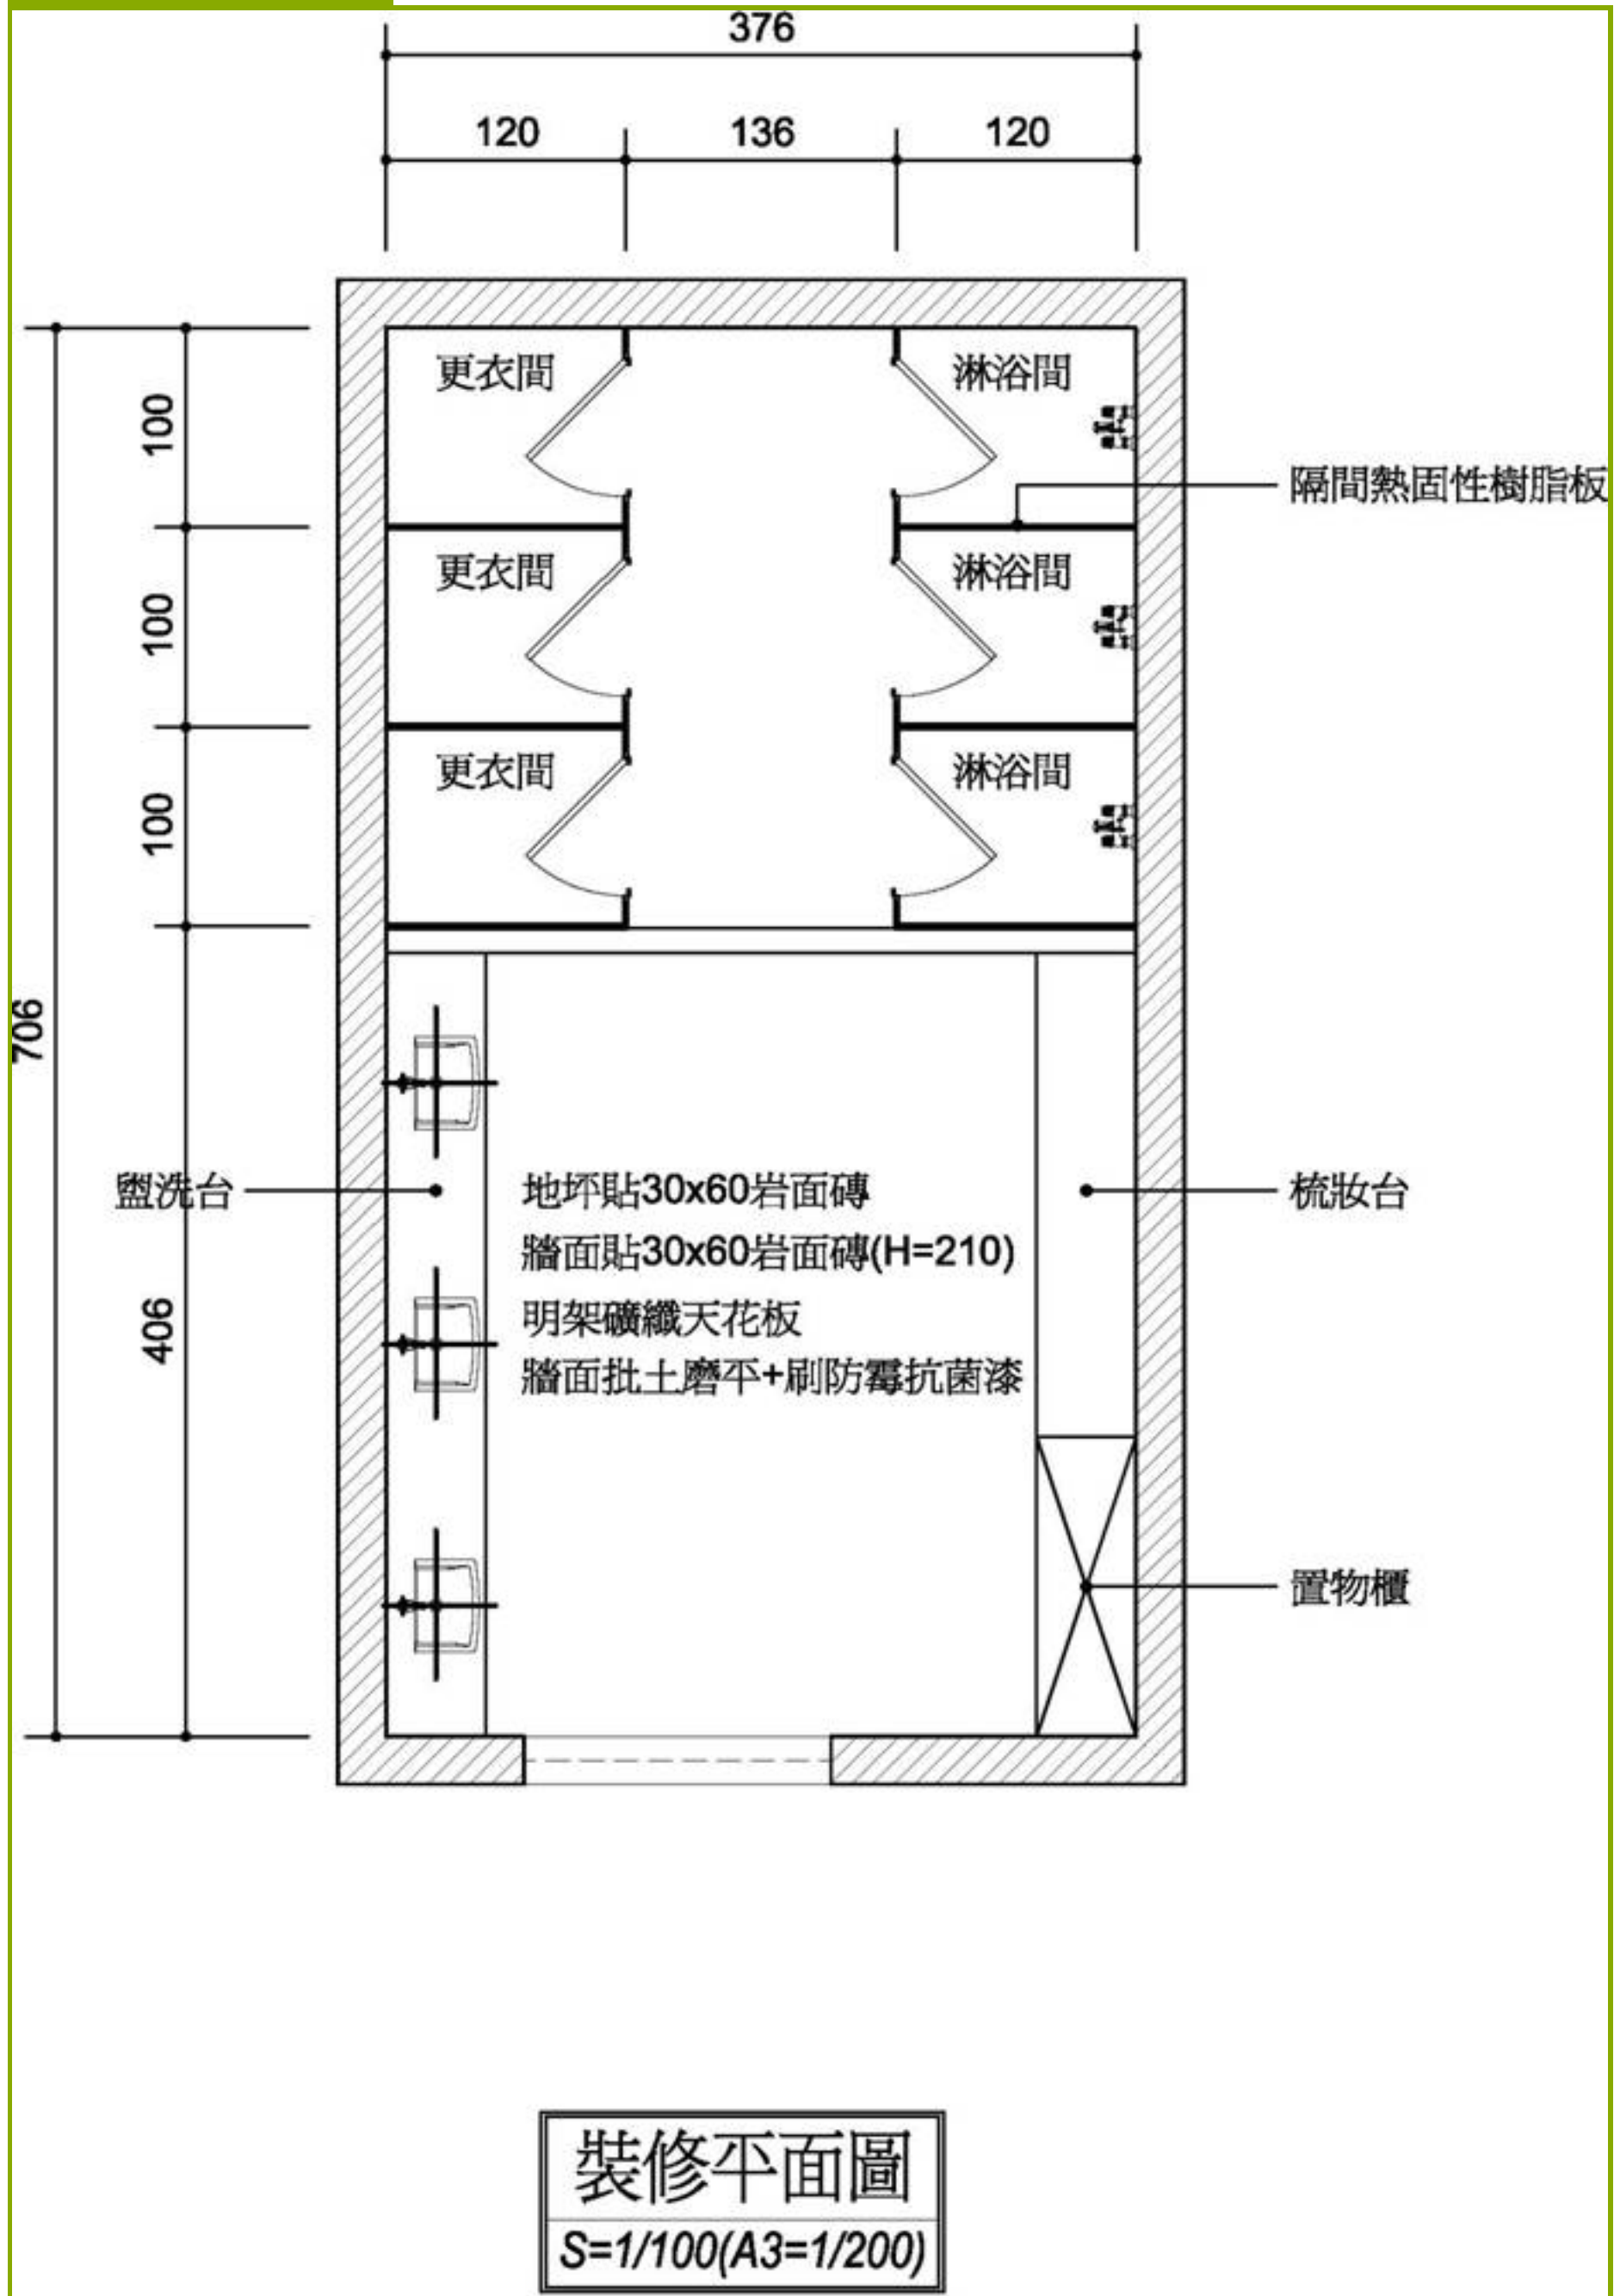 376
120 136 120
更衣間 淋浴間
100
隔間熱固性樹脂板
更衣間 淋浴間
100
更衣間 淋浴間
100
706
盥洗台
地坪貼30x60岩面磚
梳妝台
牆面貼30x60岩面磚(H=210)
406
明架礦纖天花板
牆面批土磨平+刷防霉抗菌漆
置物櫃
裝修平面圖
S=1/100(A3=1/200)